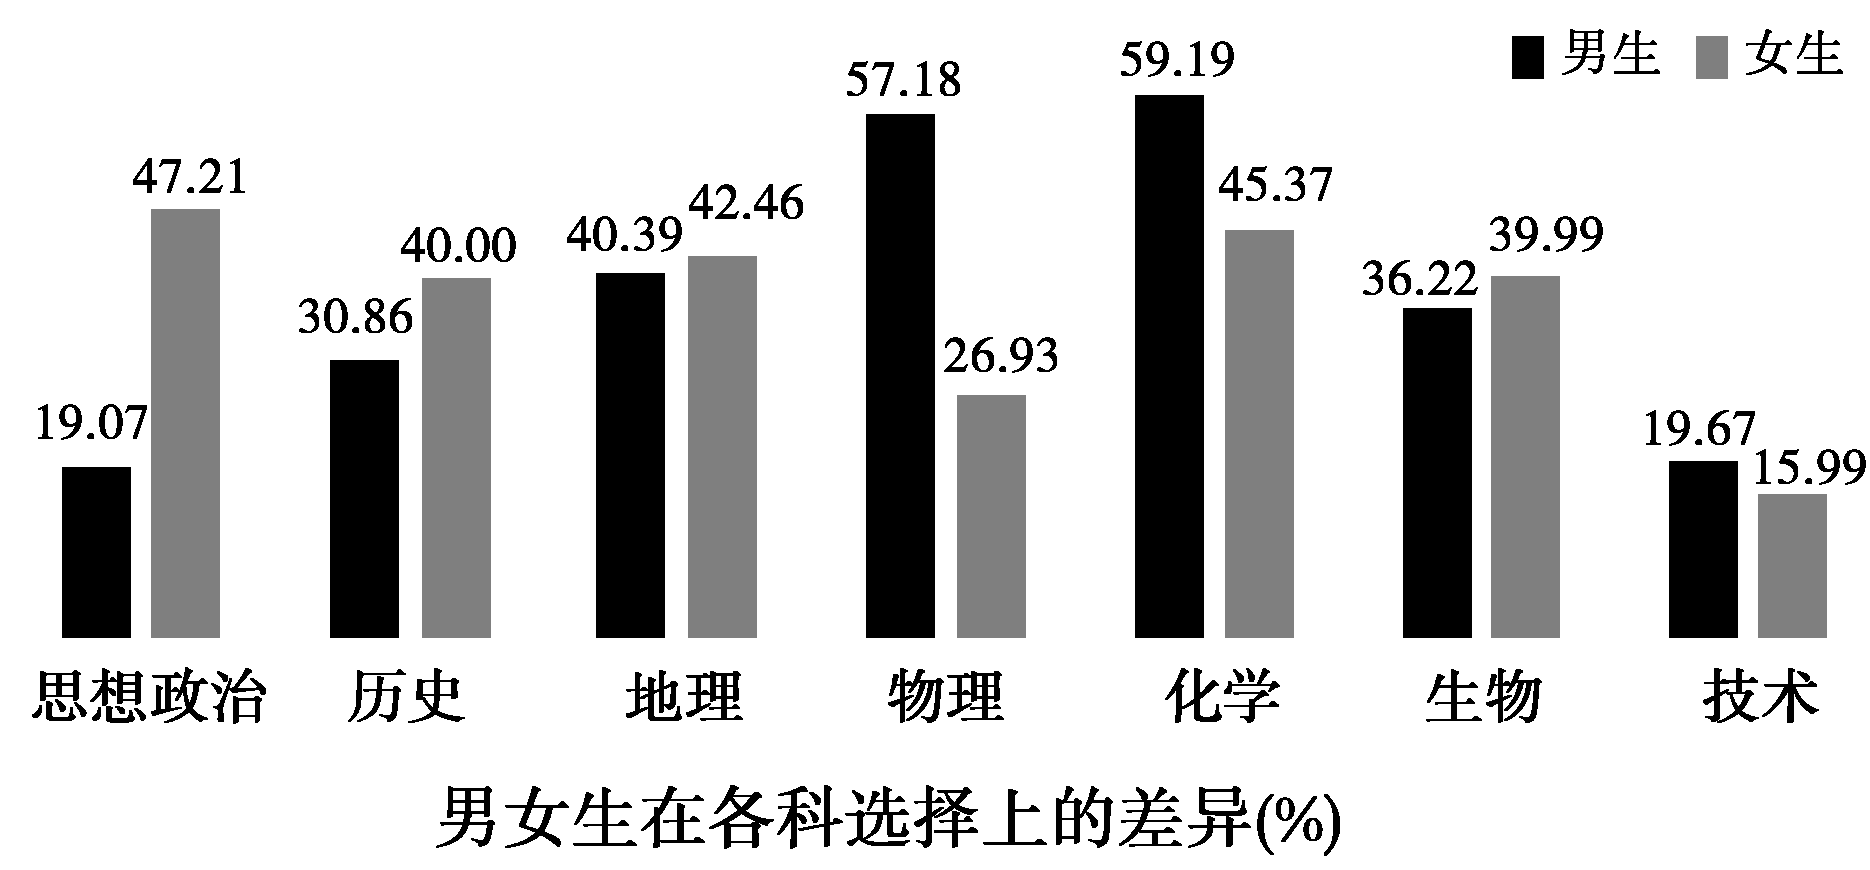 男生 女生
19.07 47.21 30.86 40.00 40.39 42.46 57.18 26.93 59.19 45.37 36.22 39.99 19.67 15.99
思想政治 历史 地理 物理 化学 生物 技术
男女生在各科选择上的差异(%)